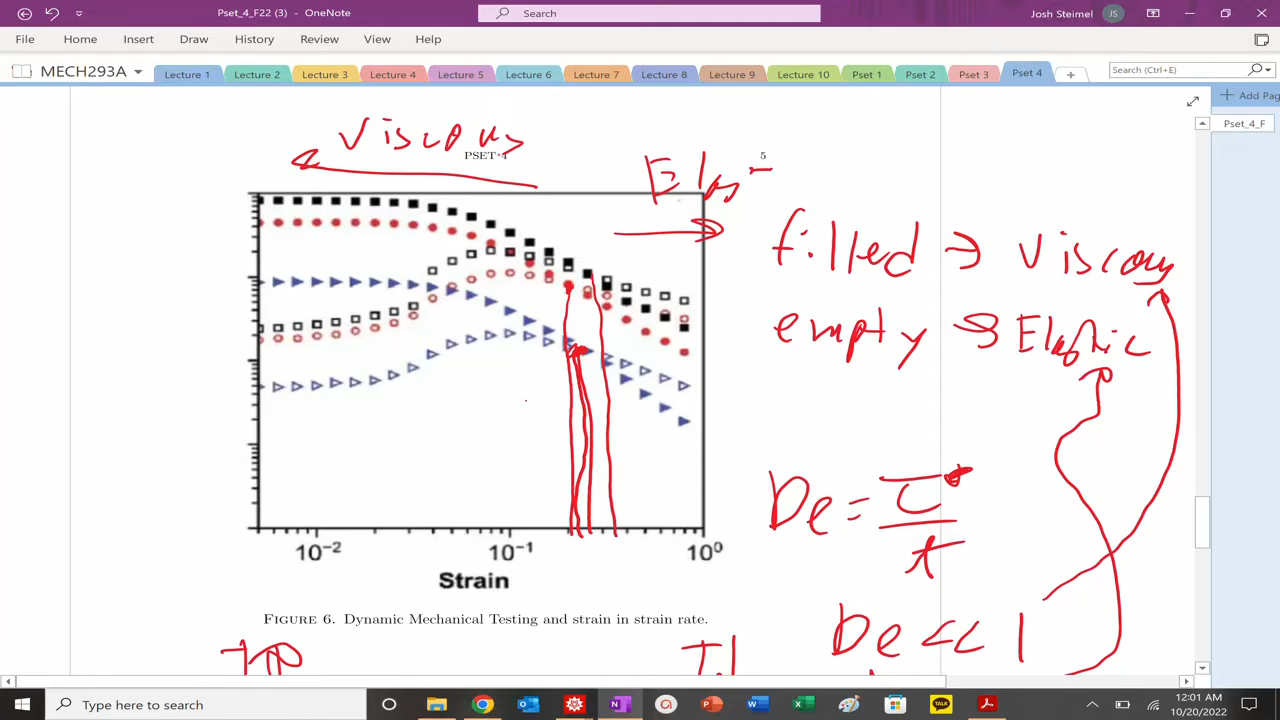 Pset_4_F22 (3) - OneNote
Search
Josh Steimel
JS
File Home Insert Draw History Review View Help
MECH293A
Lecture 1 Lecture 2 Lecture 3 Lecture 4 Lecture 5 Lecture 6 Lecture 7 Lecture 8 Lecture 9 Lecture 10 Pset 1 Pset 2 Pset 3 Pset 4
Search (Ctrl+E)
Add Pag
Pset_4_F
Viscous
PSET 4
5
Elas
filled → Viscous
empty → Elastic
De = τ*/t
10⁻² 10⁻¹ 10⁰
Strain
FIGURE 6. Dynamic Mechanical Testing and strain in strain rate.
De << 1
Type here to search
TALK
12:01 AM
10/20/2022